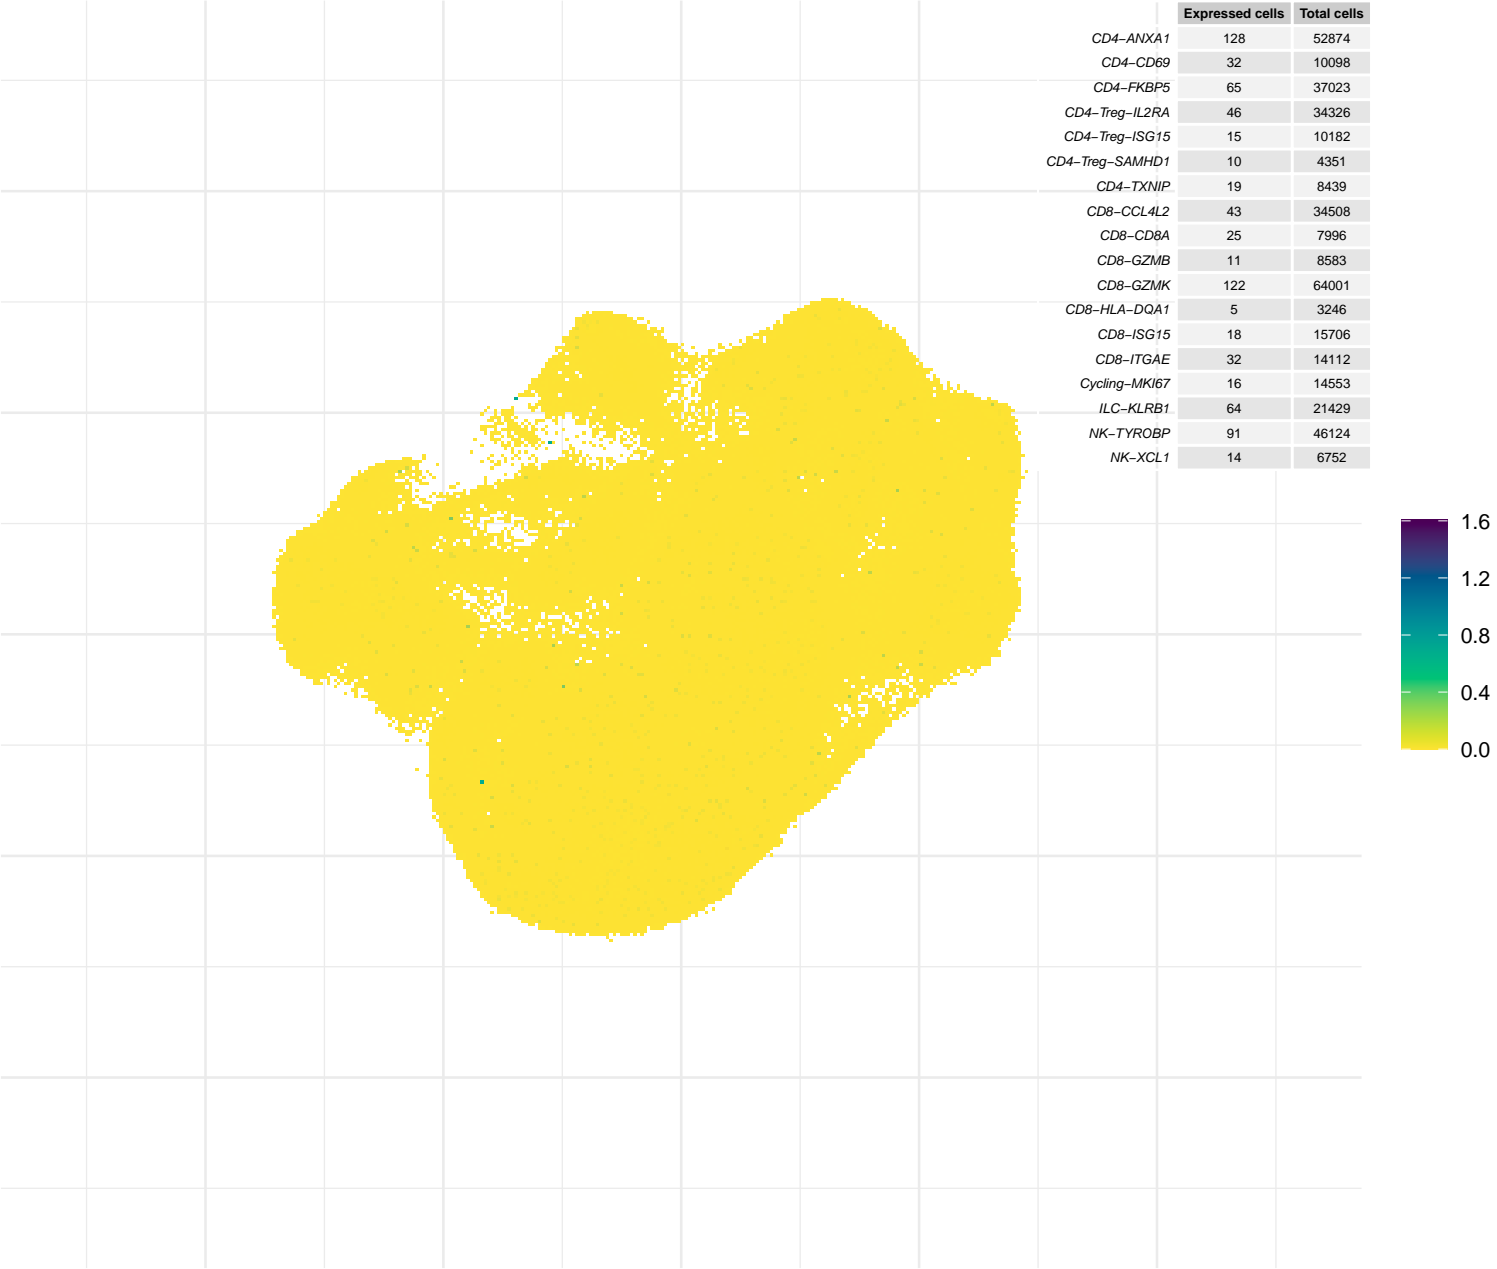 Expressed cells Total cells
CD4−ANXA1 128 52874
CD4−CD69 32 10098
CD4−FKBP5 65 37023
CD4−Treg−IL2RA 46 34326
CD4−Treg−ISG15 15 10182
CD4−Treg−SAMHD1 10 4351
CD4−TXNIP 19 8439
CD8−CCL4L2 43 34508
CD8−CD8A 25 7996
CD8−GZMB 11 8583
CD8−GZMK 122 64001
CD8−HLA−DQA1 5 3246
CD8−ISG15 18 15706
CD8−ITGAE 32 14112
Cycling−MKI67 16 14553
ILC−KLRB1 64 21429
NK−TYROBP 91 46124
NK−XCL1 14 6752
1.6
1.2
0.8
0.4
0.0